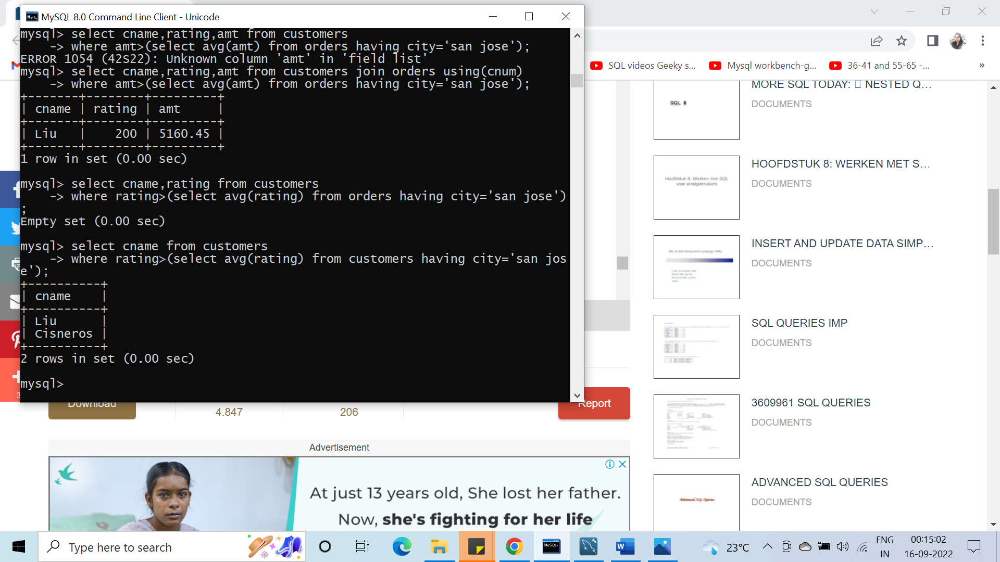 MySQL 8.0 Command Line Client - Unicode
mysql> select cname,rating,amt from customers
    -> where amt>(select avg(amt) from orders having city='san jose');
ERROR 1054 (42S22): Unknown column 'amt' in 'field list'
mysql> select cname,rating,amt from customers join orders using(cnum)
    -> where amt>(select avg(amt) from orders having city='san jose');
+-------+--------+---------+
| cname | rating | amt     |
+-------+--------+---------+
| Liu   |    200 | 5160.45 |
+-------+--------+---------+
1 row in set (0.00 sec)
mysql> select cname,rating from customers
    -> where rating>(select avg(rating) from orders having city='san jose')
;
Empty set (0.00 sec)
mysql> select cname from customers
    -> where rating>(select avg(rating) from customers having city='san jos
e');
+----------+
| cname    |
+----------+
| Liu      |
| Cisneros |
+----------+
2 rows in set (0.00 sec)
mysql>
SQL videos Geeky s...
Mysql workbench-g...
36-41 and 55-65 -...
»
MORE SQL TODAY: NESTED Q...
DOCUMENTS
SQL II
HOOFDSTUK 8: WERKEN MET S...
DOCUMENTS
Hoofdstuk 8: Werken met SQL
voor eindgebruikers
INSERT AND UPDATE DATA SIMP...
DOCUMENTS
SQL QUERIES IMP
DOCUMENTS
3609961 SQL QUERIES
DOCUMENTS
ADVANCED SQL QUERIES
DOCUMENTS
Advanced SQL Queries
3
Download
4.847
206
Report
Advertisement
At just 13 years old, She lost her father.
Now, she's fighting for her life
Type here to search
MySQL>
W
23°C
ENG
IN
00:15:02
16-09-2022